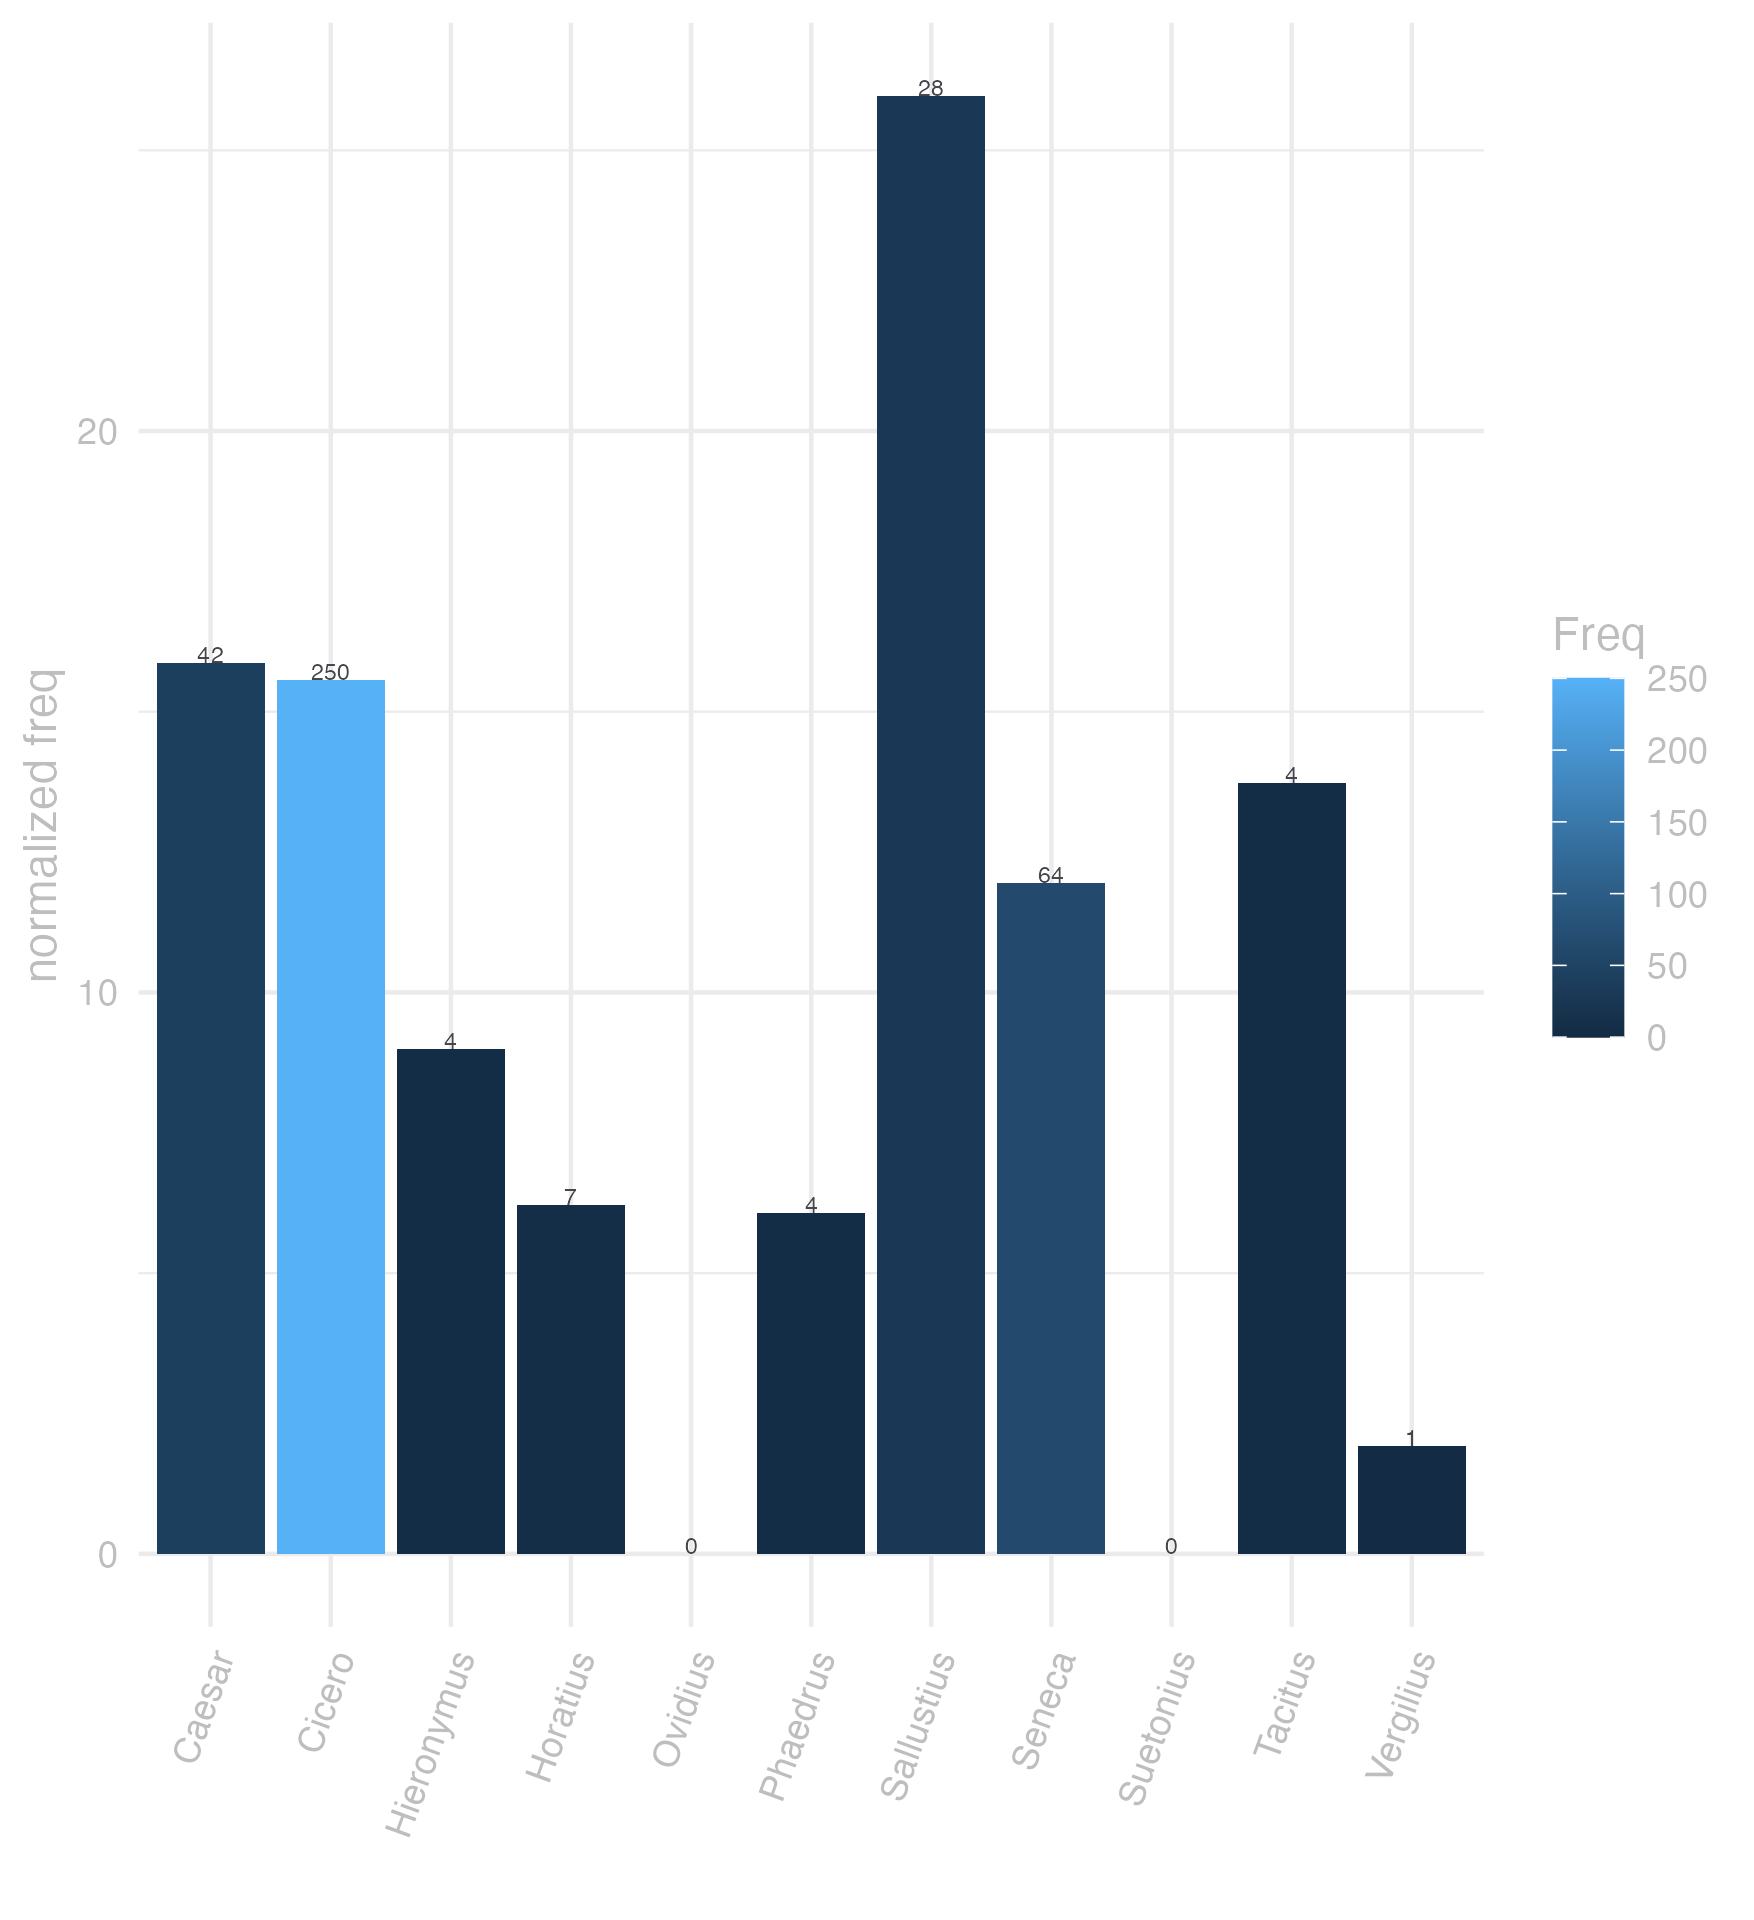 28
42
250
4
64
4
7
4
1
0
0
20
10
0
normalized freq
Caesar
Cicero
Hieronymus
Horatius
Ovidius
Phaedrus
Sallustius
Seneca
Suetonius
Tacitus
Vergilius
Freq
250
200
150
100
50
0